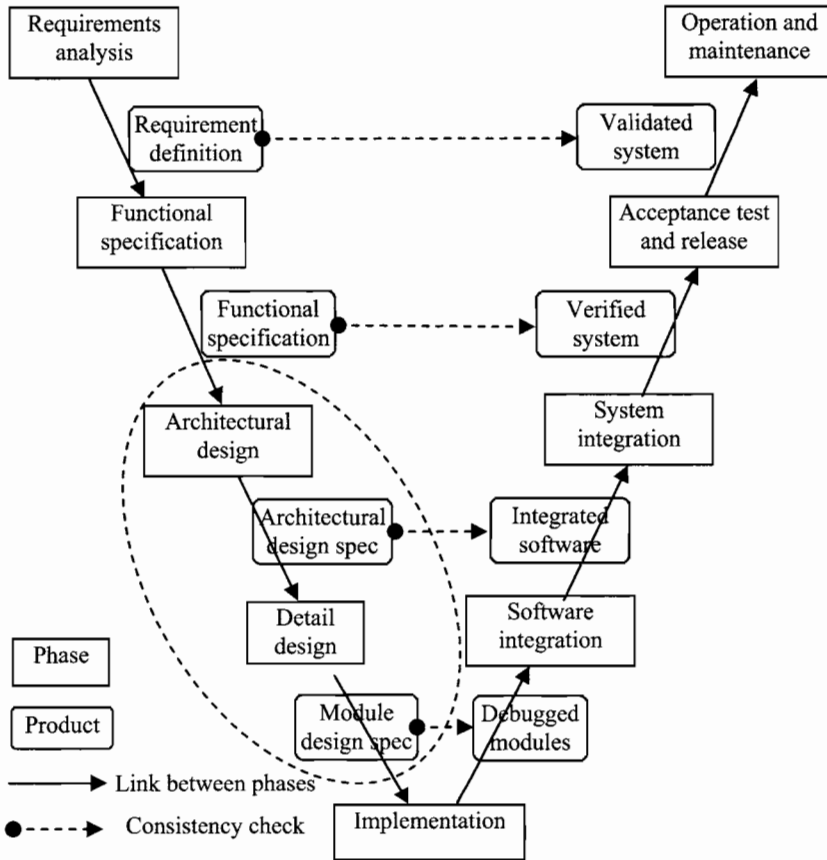 Requirements
analysis
Operation and
maintenance
Requirement
definition
Validated
system
Functional
specification
Acceptance test
and release
Functional
specification
Verified
system
Architectural
design
System
integration
Architectural
design spec
Integrated
software
Detail
design
Software
integration
Phase
Module
design spec
Debugged
modules
Product
Link between phases
Consistency check
Implementation